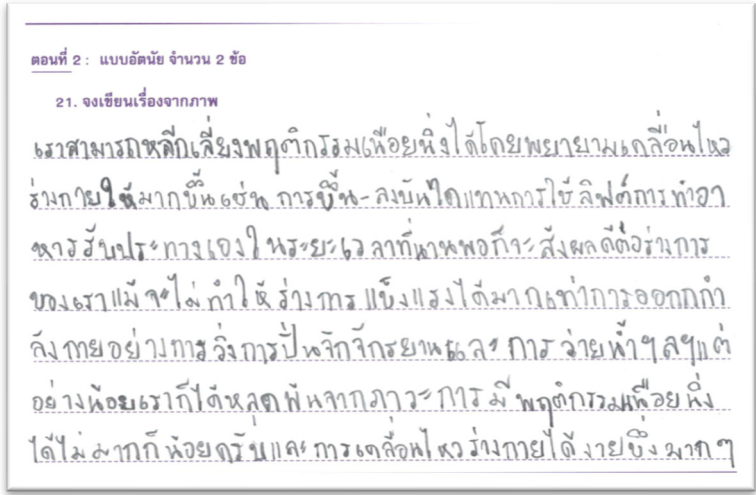 ตอนที่ 2 : แบบอัตนัย จำนวน 2 ข้อ
21. จงเขียนเรื่องจากภาพ
เราสามารถหลีกเลี่ยงพฤติกรรมเนือยนิ่งได้โดยพยายามเคลื่อนไหว
ร่างกายให้มากขึ้นเช่น การขึ้น-ลงบันไดแทนการใช้ลิฟต์การทำอา
หารรับประทางเองในระยะเวลาที่นานพอก็จะส่งผลดีต่อร่างการ
ของเราแม้จะไม่ทำให้ร่างการแข็งแรงได้มากเท่าการออกกกำ
ลังกายอย่างการวิ่งการปั่นจักจักรยานและการว่ายน้ำฯลฯแต่
อย่างน้อยเราก็ได้หลุดพ้นจากภาวะการมีพฤติกรรมเนือยนิ่ง
ได้ไม่มากก็น้อยครับและการเคลื่อนไหวร่างกายได้งายขึ้งมากๆ